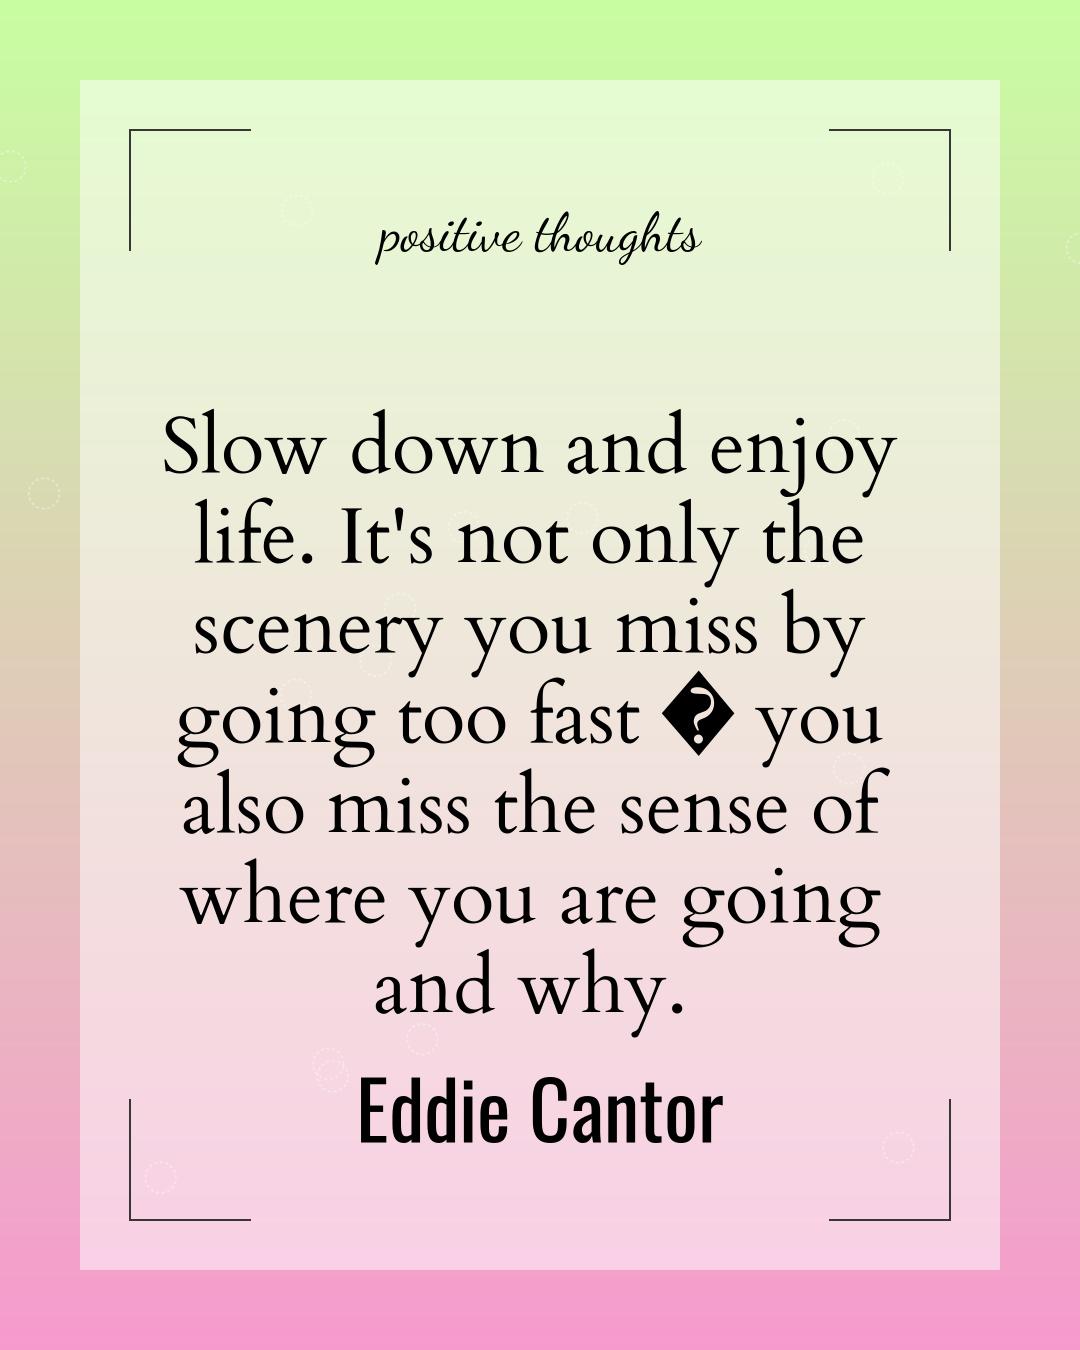 positive thoughts
Slow down and enjoy
life. It's not only the
scenery you miss by
going too fast � you
also miss the sense of
where you are going
and why.
Eddie Cantor